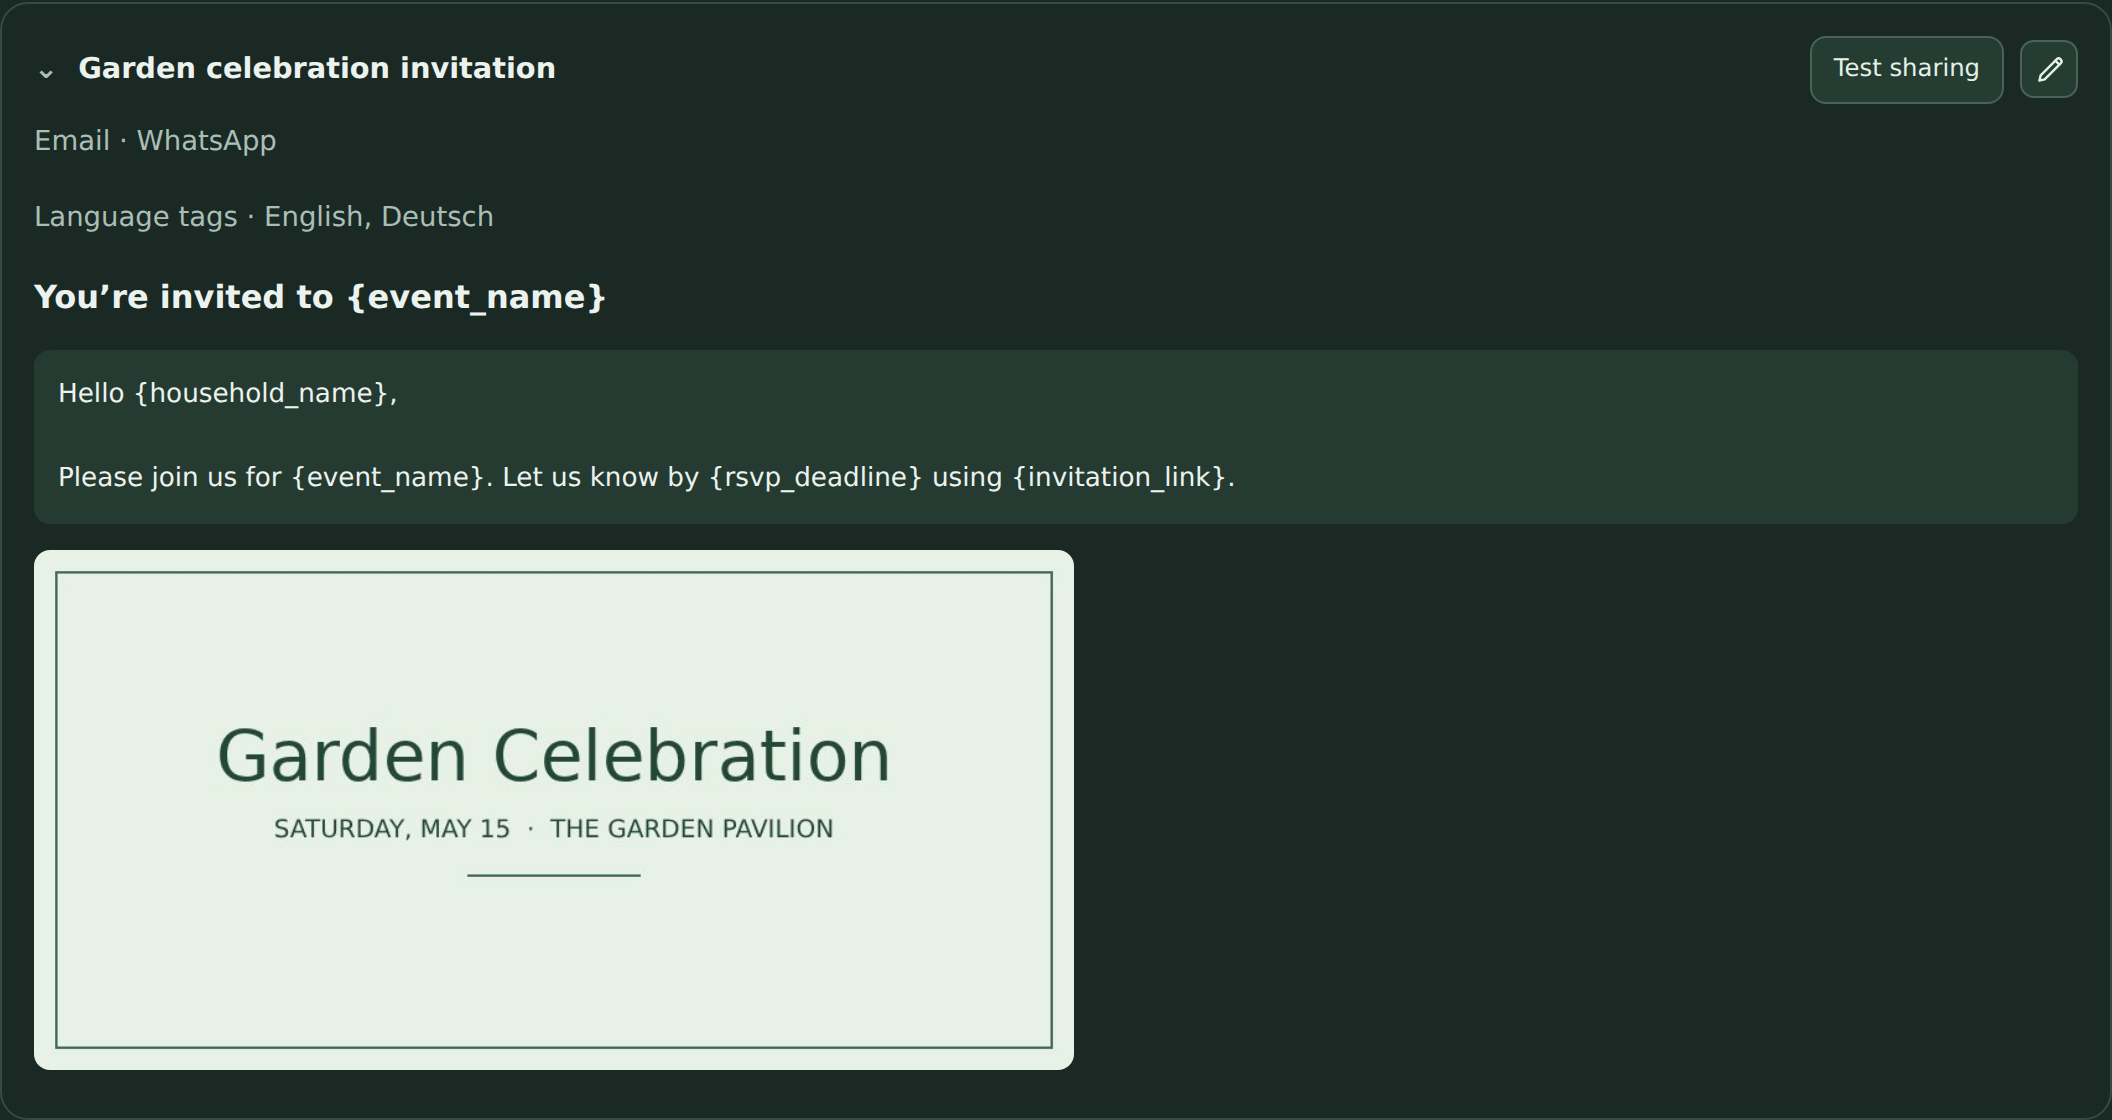 Garden celebration invitation
Test sharing
Email · WhatsApp
Language tags · English, Deutsch
You’re invited to {event_name}
Hello {household_name},
Please join us for {event_name}. Let us know by {rsvp_deadline} using {invitation_link}.
Garden Celebration
SATURDAY, MAY 15 · THE GARDEN PAVILION